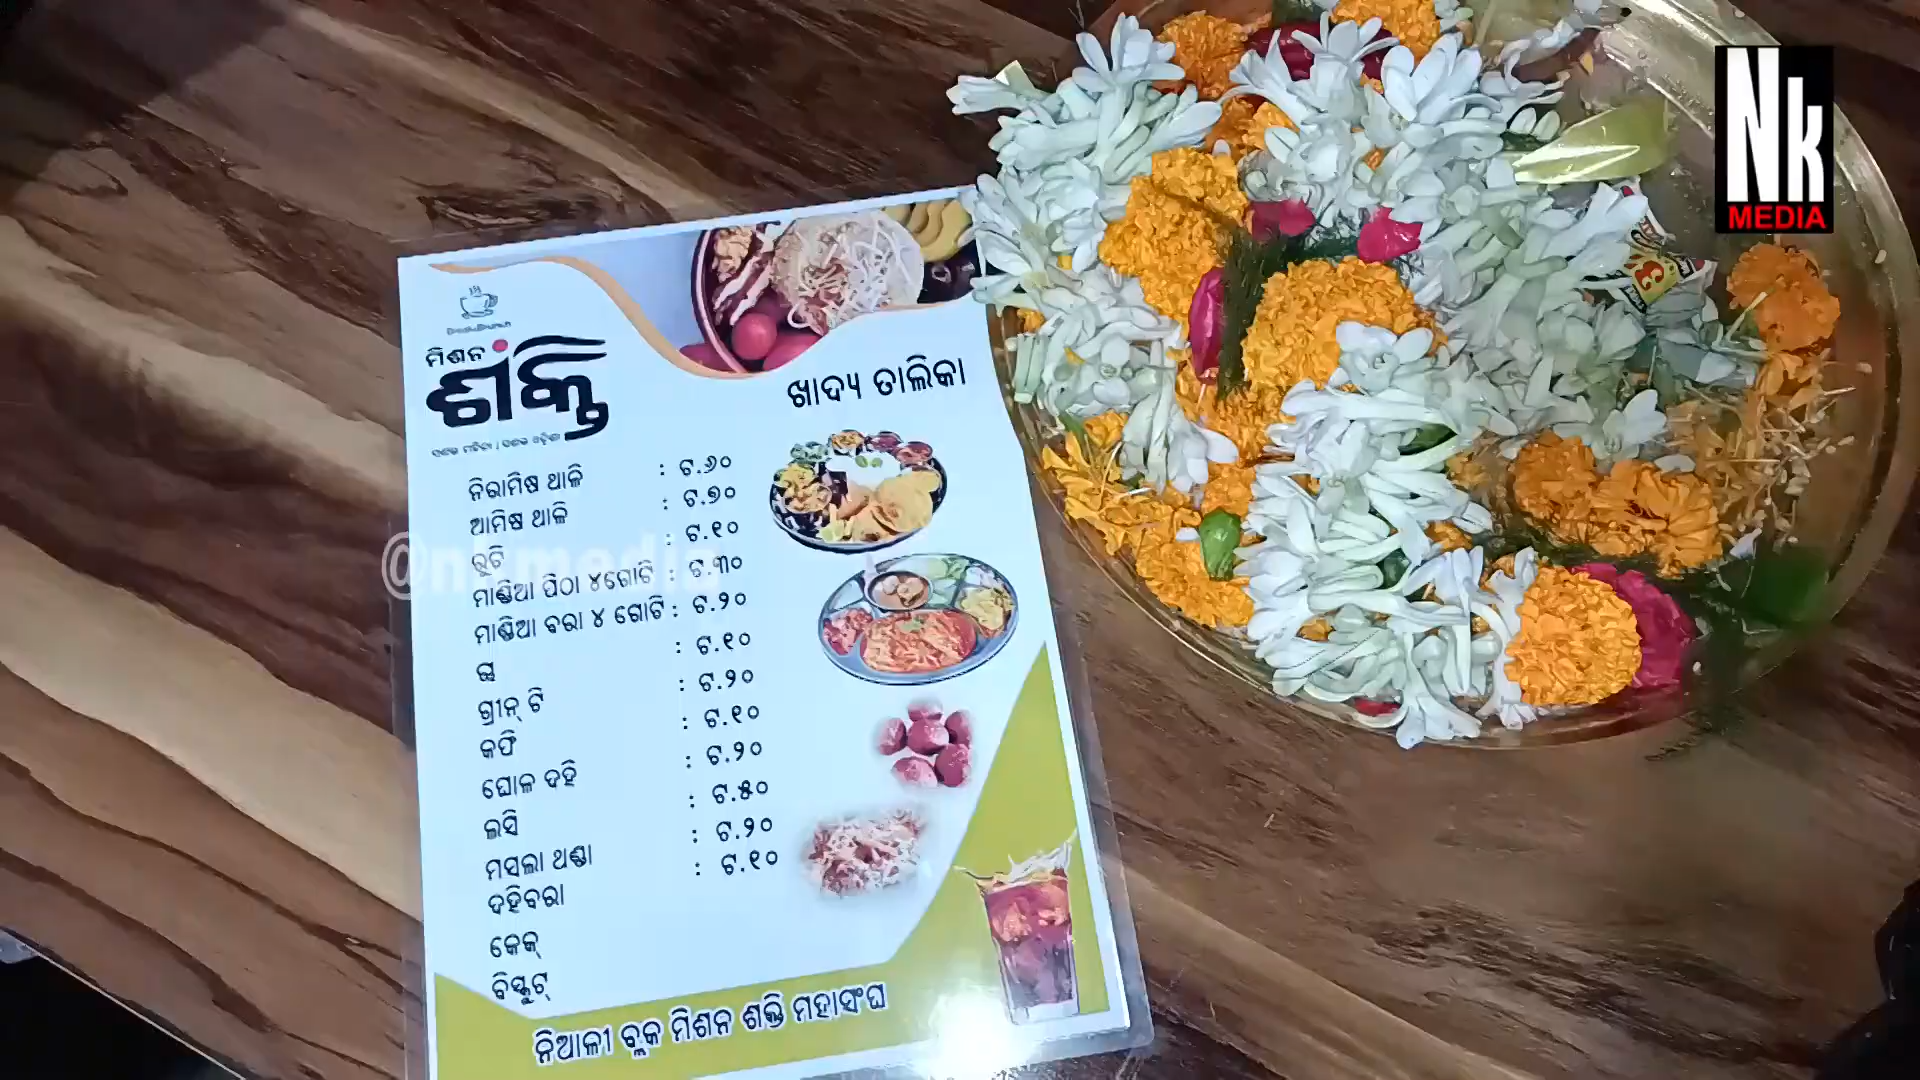 Nk
MEDIA
ମିଶନ
ଶକ୍ତି
ଖାଦ୍ୟ ତାଲିକା
ନିରାମିଷ ଥାଳି : ଟ.୬୦
ଆମିଷ ଥାଳି : ଟ.୭୦
ରୁଟି : ଟ.୧୦
ମାଣ୍ଡିଆ ପିଠା ୪ଗୋଟି : ଟ.୩୦
ମାଣ୍ଡିଆ ବରା ୪ ଗୋଟି : ଟ.୨୦
: ଟ.୧୦
ଗ୍ରୀନ୍ ଟି : ଟ.୨୦
କଫି : ଟ.୧୦
ଘୋଳ ଦହି : ଟ.୨୦
ଲସି : ଟ.୫୦
ମସଲା ଥଣ୍ଡା : ଟ.୨୦
ଦହିବରା : ଟ.୧୦
କେକ୍
ବିସ୍କୁଟ୍
ନିଆଳୀ ବ୍ଲକ ମିଶନ ଶକ୍ତି ମହାସଂଘ